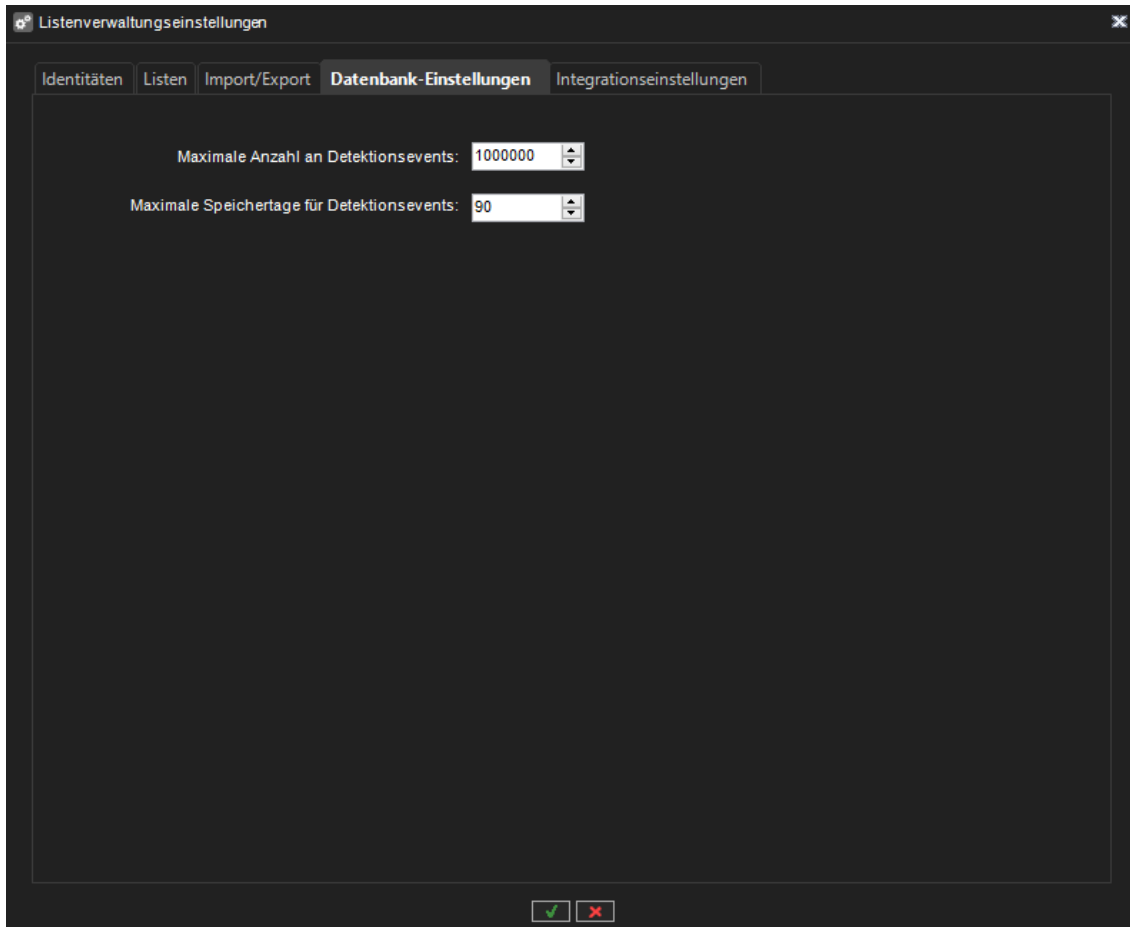 Listenverwaltungseinstellungen
Identitäten Listen Import/Export Datenbank-Einstellungen Integrationseinstellungen
Maximale Anzahl an Detektionsevents: 1000000
Maximale Speichertage für Detektionsevents: 90